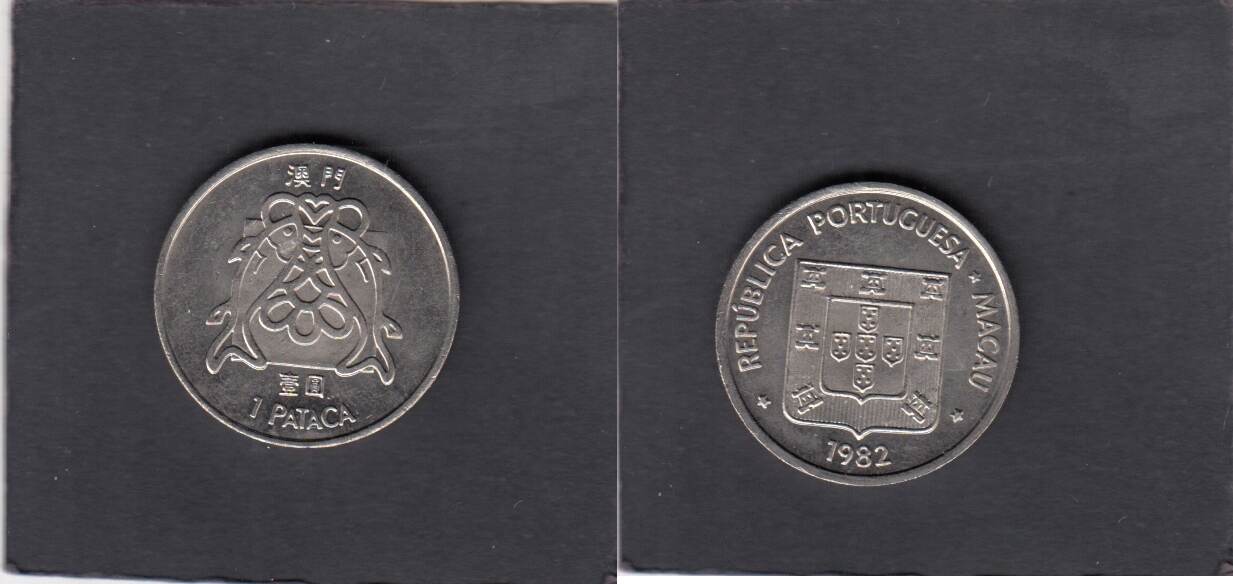 澳門
壹圓
1 PATACA
REPÚBLICA PORTUGUESA
MACAU
1982